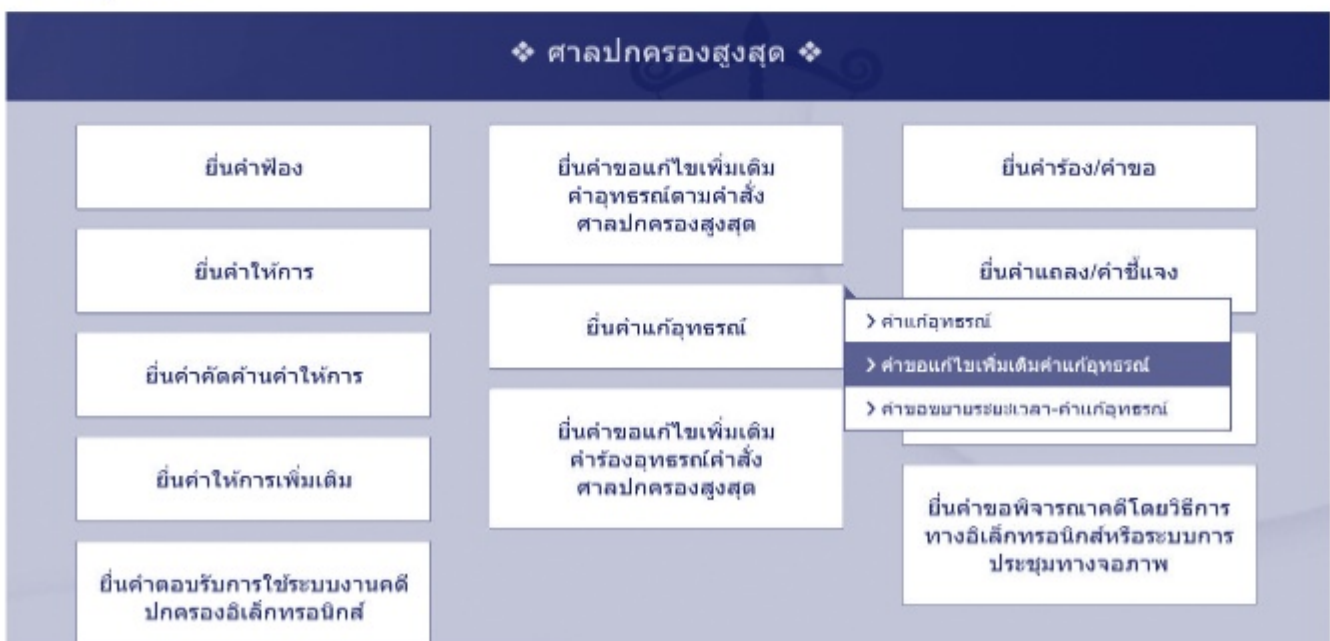 ❖ ศาลปกครองสูงสุด ❖
ยื่นคำฟ้อง
ยื่นคำให้การ
ยื่นคำคัดค้านคำให้การ
ยื่นคำให้การเพิ่มเติม
ยื่นคำตอบรับการใช้ระบบงานคดี
ปกครองอิเล็กทรอนิกส์
ยื่นคำขอแก้ไขเพิ่มเติม
คำอุทธรณ์ตามคำสั่ง
ศาลปกครองสูงสุด
ยื่นคำแก้อุทธรณ์
> คำแก้อุทธรณ์
> คำขอแก้ไขเพิ่มเติมคำแก้อุทธรณ์
> คำขอขยายระยะเวลา-คำแก้อุทธรณ์
ยื่นคำขอแก้ไขเพิ่มเติม
คำร้องอุทธรณ์คำสั่ง
ศาลปกครองสูงสุด
ยื่นคำร้อง/คำขอ
ยื่นคำแถลง/คำชี้แจง
ยื่นคำขอพิจารณาคดีโดยวิธีการ
ทางอิเล็กทรอนิกส์หรือระบบการ
ประชุมทางจอภาพ